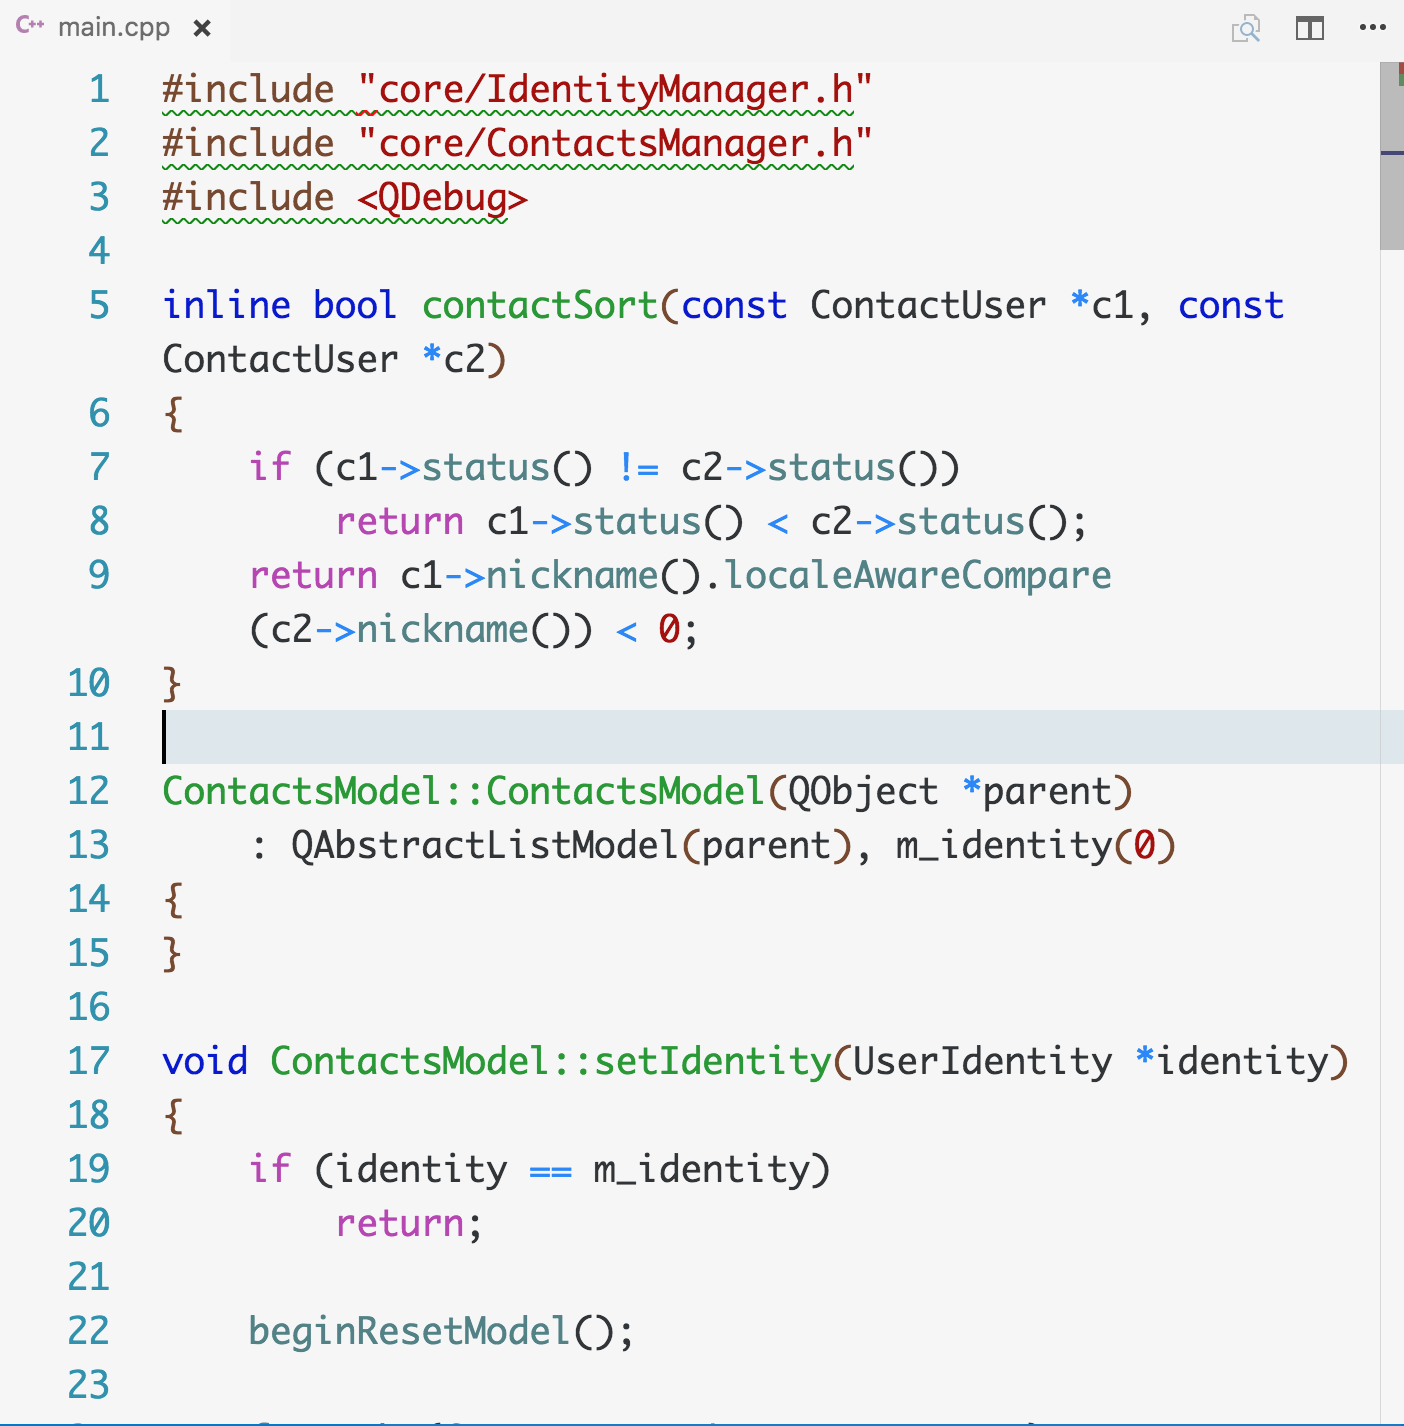 C++ main.cpp ×
1 #include "core/IdentityManager.h"
2 #include "core/ContactsManager.h"
3 #include <QDebug>
4
5 inline bool contactSort(const ContactUser *c1, const
ContactUser *c2)
6 {
7     if (c1->status() != c2->status())
8         return c1->status() < c2->status();
9     return c1->nickname().localeAwareCompare
    (c2->nickname()) < 0;
10 }
11
12 ContactsModel::ContactsModel(QObject *parent)
13     : QAbstractListModel(parent), m_identity(0)
14 {
15 }
16
17 void ContactsModel::setIdentity(UserIdentity *identity)
18 {
19     if (identity == m_identity)
20         return;
21
22     beginResetModel();
23